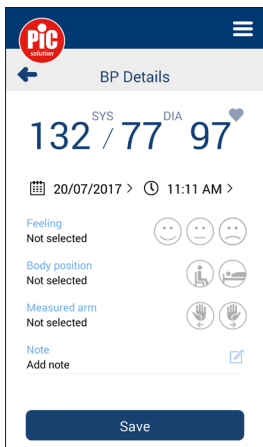 PiC
solution
BP Details
SYS DIA
132 / 77 97
20/07/2017 > 11:11 AM >
Feeling
Not selected
Body position
Not selected
Measured arm
Not selected
Note
Add note
Save